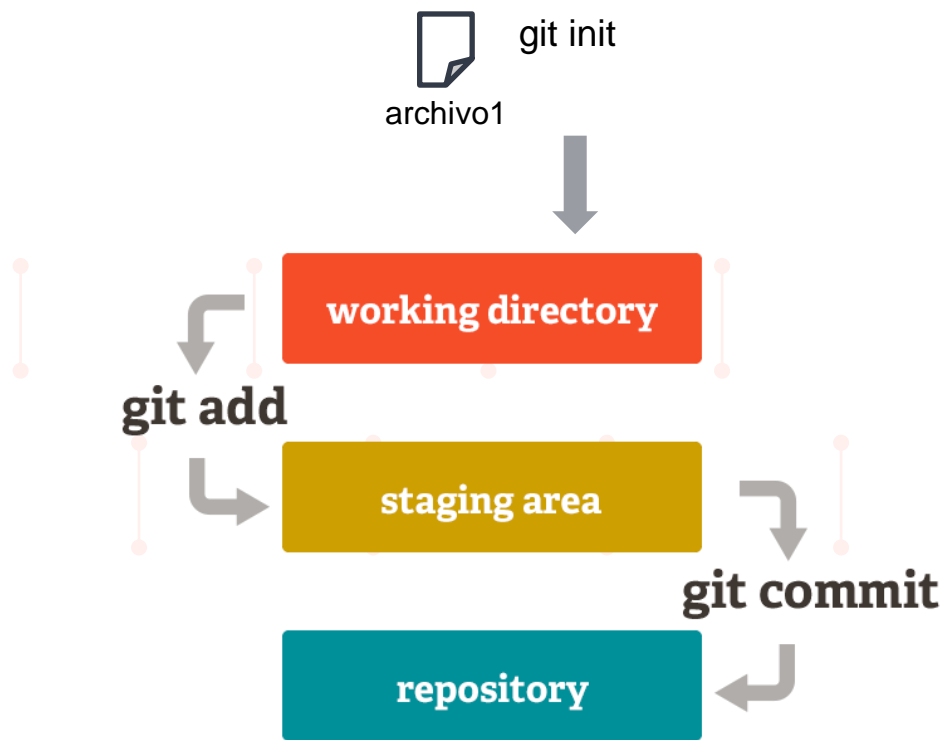 git init
archivo1
working directory
git add
staging area
git commit
repository